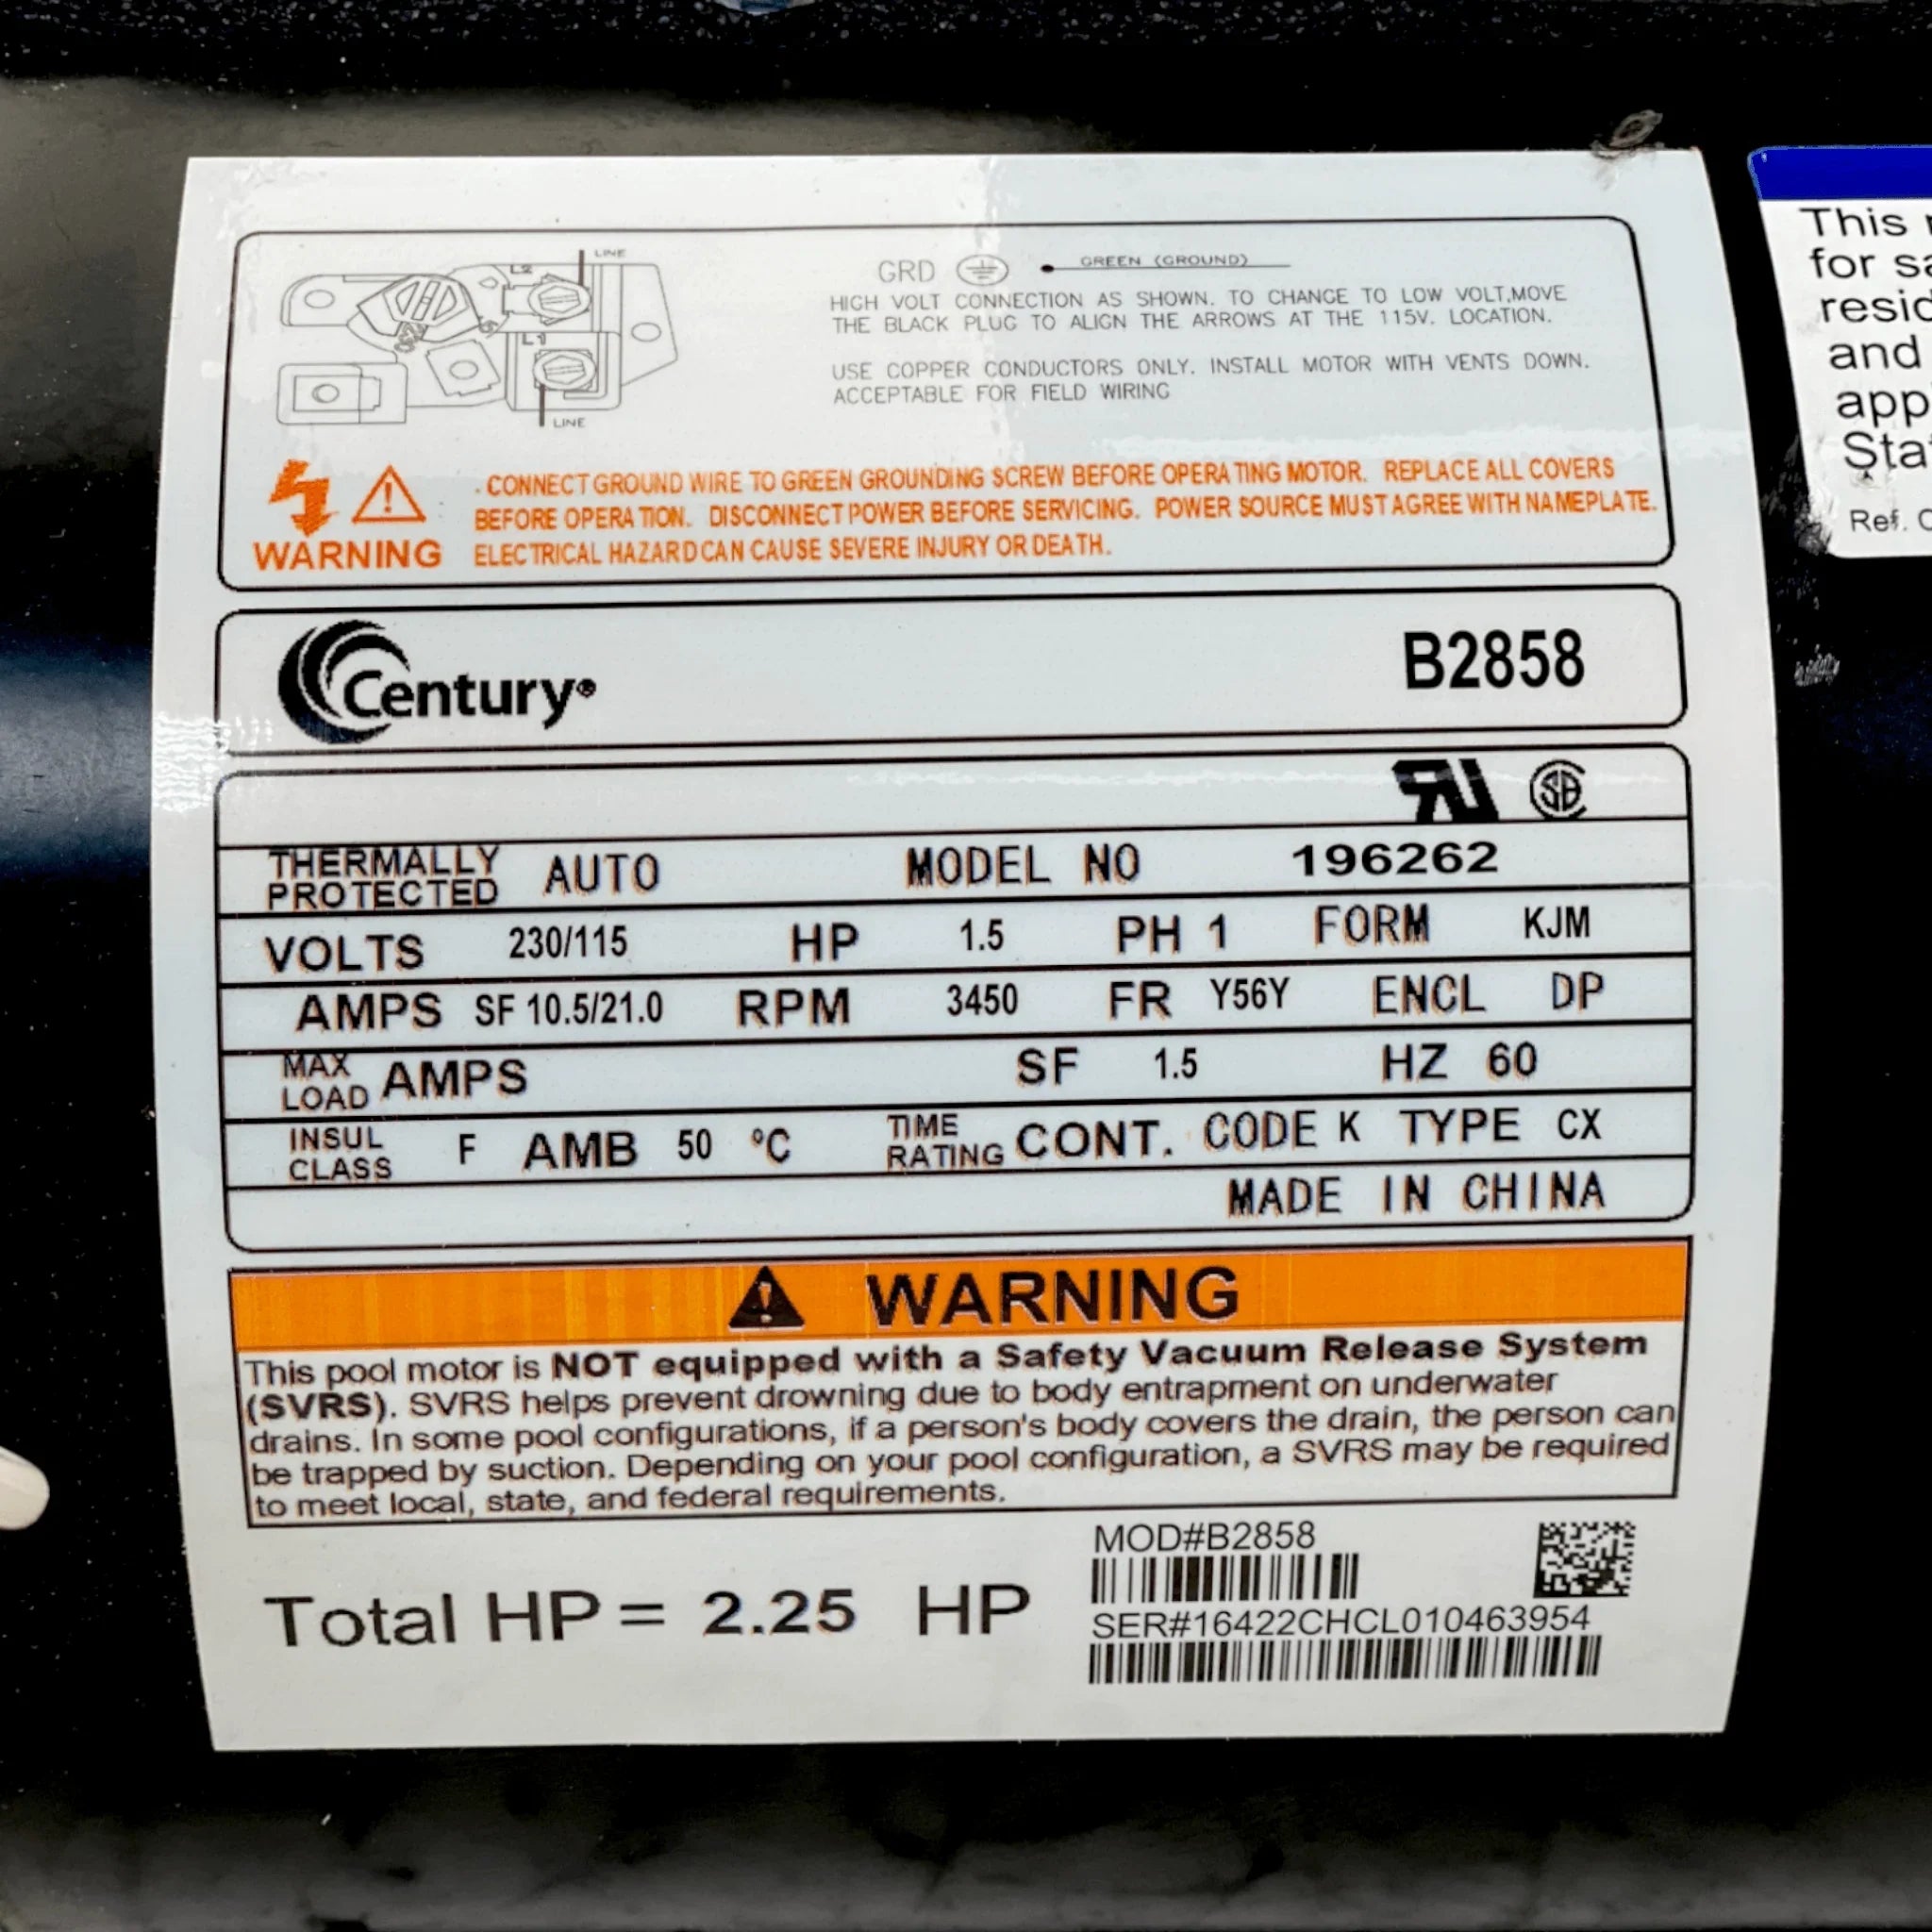 LINE
L2
L1
LINE
GRD GREEN (GROUND)
HIGH VOLT CONNECTION AS SHOWN. TO CHANGE TO LOW VOLT,MOVE
THE BLACK PLUG TO ALIGN THE ARROWS AT THE 115V. LOCATION.
USE COPPER CONDUCTORS ONLY. INSTALL MOTOR WITH VENTS DOWN.
ACCEPTABLE FOR FIELD WIRING
WARNING
. CONNECT GROUND WIRE TO GREEN GROUNDING SCREW BEFORE OPERATING MOTOR. REPLACE ALL COVERS
BEFORE OPERATION. DISCONNECT POWER BEFORE SERVICING. POWER SOURCE MUST AGREE WITH NAMEPLATE.
ELECTRICAL HAZARD CAN CAUSE SEVERE INJURY OR DEATH.
Century® B2858
THERMALLY PROTECTED AUTO MODEL NO 196262
VOLTS 230/115 HP 1.5 PH 1 FORM KJM
AMPS SF 10.5/21.0 RPM 3450 FR Y56Y ENCL DP
MAX LOAD AMPS SF 1.5 HZ 60
INSUL CLASS F AMB 50 °C TIME RATING CONT. CODE K TYPE CX
MADE IN CHINA
WARNING
This pool motor is NOT equipped with a Safety Vacuum Release System
(SVRS). SVRS helps prevent drowning due to body entrapment on underwater
drains. In some pool configurations, if a person's body covers the drain, the person can
be trapped by suction. Depending on your pool configuration, a SVRS may be required
to meet local, state, and federal requirements.
Total HP = 2.25 HP
MOD#B2858
SER#16422CHCL010463954
This
for
and
Ref.